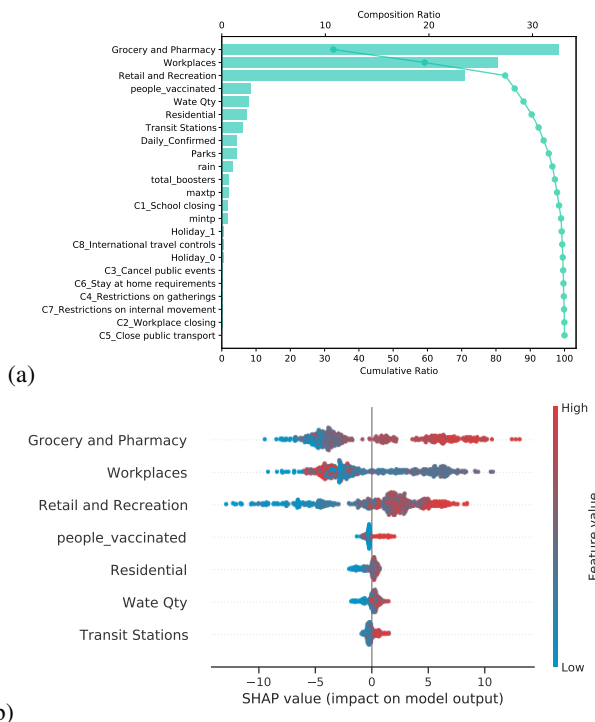 Composition Ratio
0 10 20 30
Grocery and Pharmacy
Workplaces
Retail and Recreation
people_vaccinated
Wate Qty
Residential
Transit Stations
Daily_Confirmed
Parks
rain
total_boosters
maxtp
C1_School closing
mintp
Holiday_1
C8_International travel controls
Holiday_0
C3_Cancel public events
C6_Stay at home requirements
C4_Restrictions on gatherings
C7_Restrictions on internal movement
C2_Workplace closing
C5_Close public transport
0 10 20 30 40 50 60 70 80 90 100
Cumulative Ratio
(a)
High
Grocery and Pharmacy
Workplaces
Retail and Recreation
people_vaccinated
Residential
Wate Qty
Transit Stations
Feature value
Low
−10 −5 0 5 10
SHAP value (impact on model output)
b)